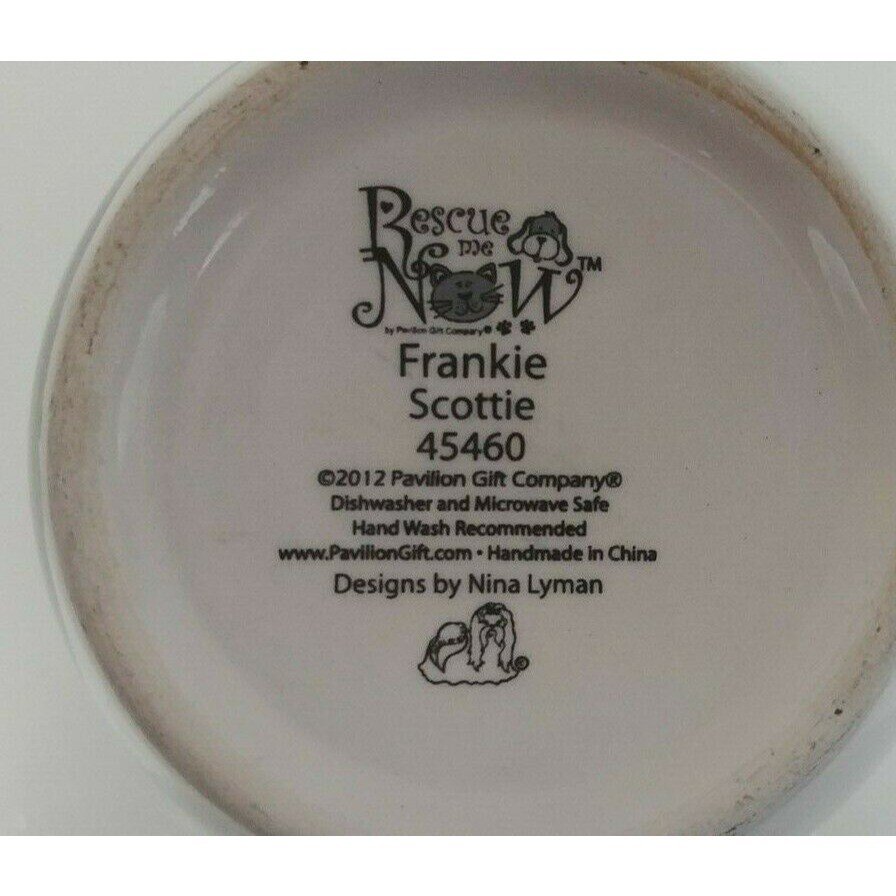 Rescue
me
Now™
by Pavilion Gift Company®
Frankie
Scottie
45460
©2012 Pavilion Gift Company®
Dishwasher and Microwave Safe
Hand Wash Recommended
www.PavilionGift.com • Handmade in China
Designs by Nina Lyman
©